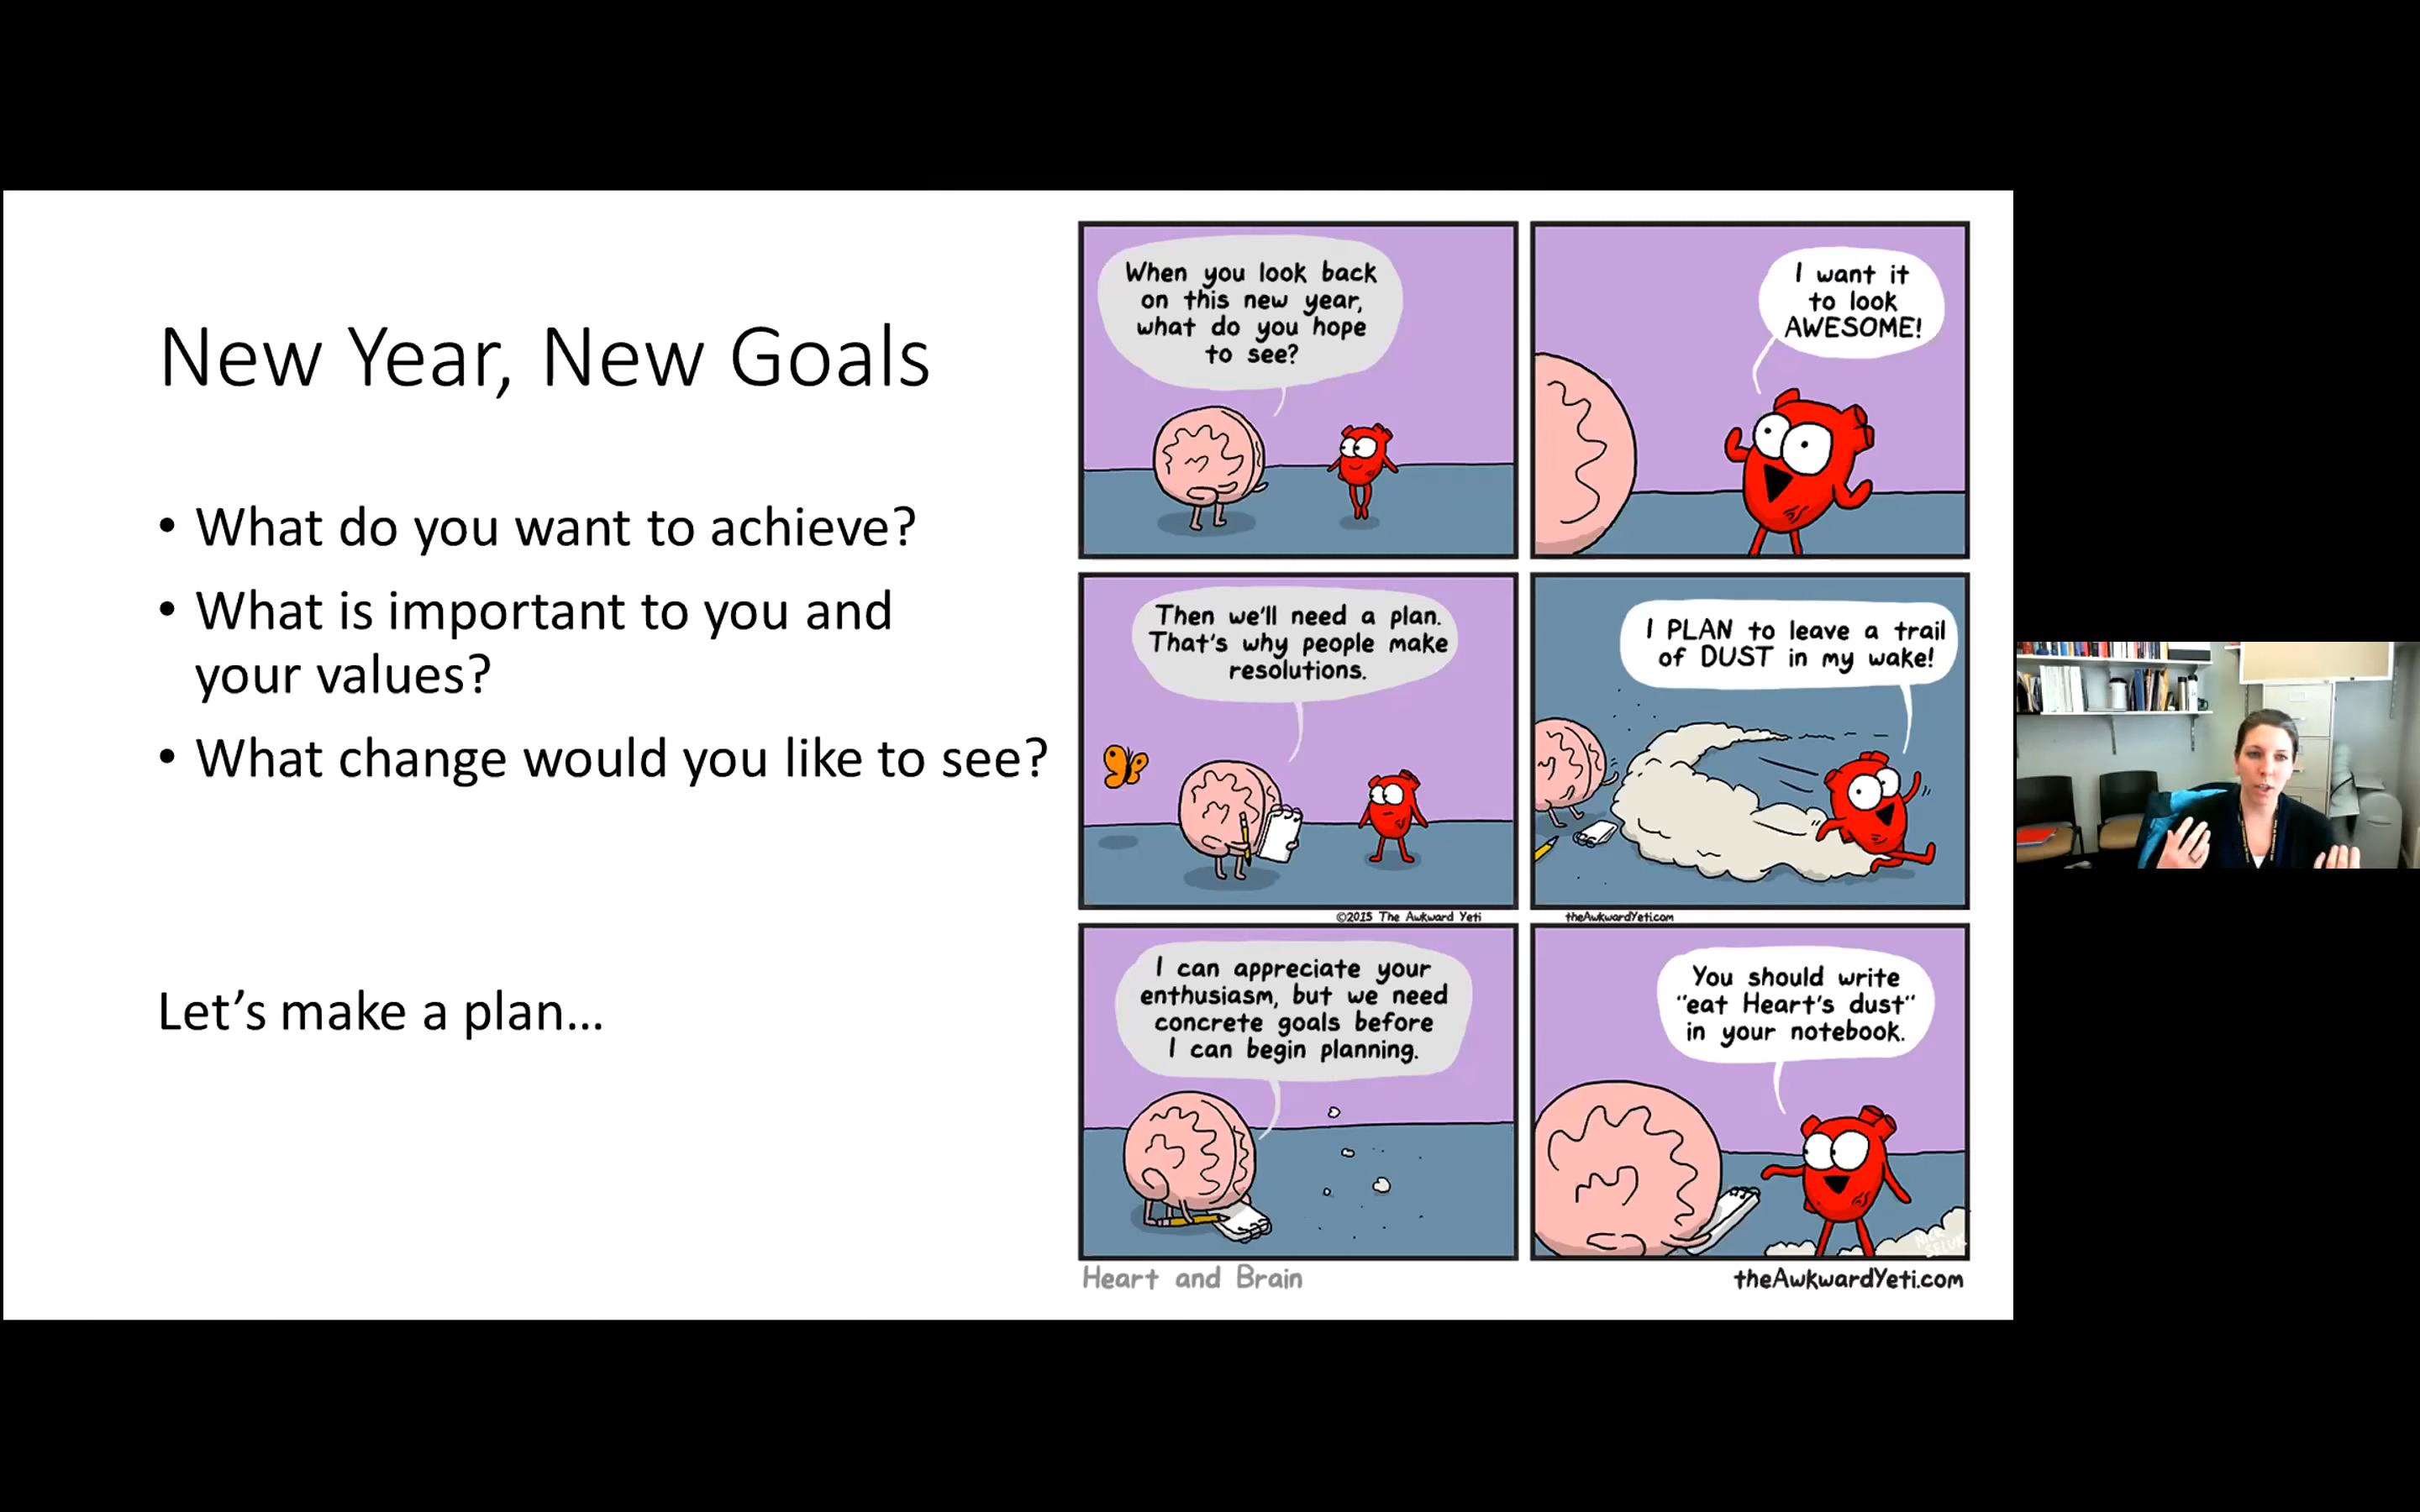 New Year, New Goals
• What do you want to achieve?
• What is important to you and
your values?
• What change would you like to see?
Let's make a plan...
When you look back
on this new year,
what do you hope
to see?
I want it
to look
AWESOME!
Then we'll need a plan.
That's why people make
resolutions.
I PLAN to leave a trail
of DUST in my wake!
©2015 The Awkward Yeti
theAwkwardYeti.com
I can appreciate your
enthusiasm, but we need
concrete goals before
I can begin planning.
You should write
"eat Heart's dust"
in your notebook.
Heart and Brain
theAwkwardYeti.com